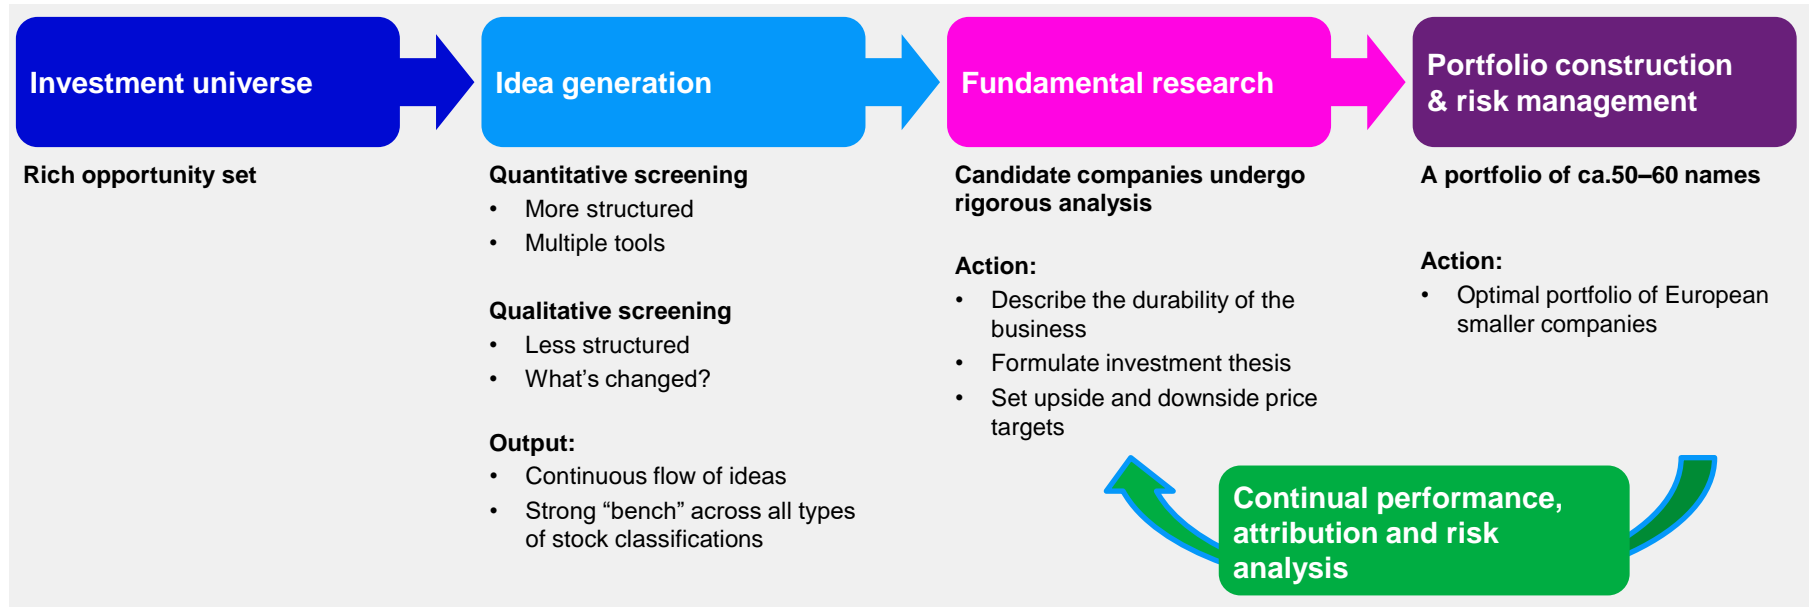 Investment universe
Rich opportunity set
Idea generation
Quantitative screening
• More structured
• Multiple tools
Qualitative screening
• Less structured
• What’s changed?
Output:
• Continuous flow of ideas
• Strong “bench” across all types
of stock classifications
Fundamental research
Candidate companies undergo
rigorous analysis
Action:
• Describe the durability of the
business
• Formulate investment thesis
• Set upside and downside price
targets
Portfolio construction
& risk management
A portfolio of ca.50–60 names
Action:
• Optimal portfolio of European
smaller companies
Continual performance,
attribution and risk
analysis